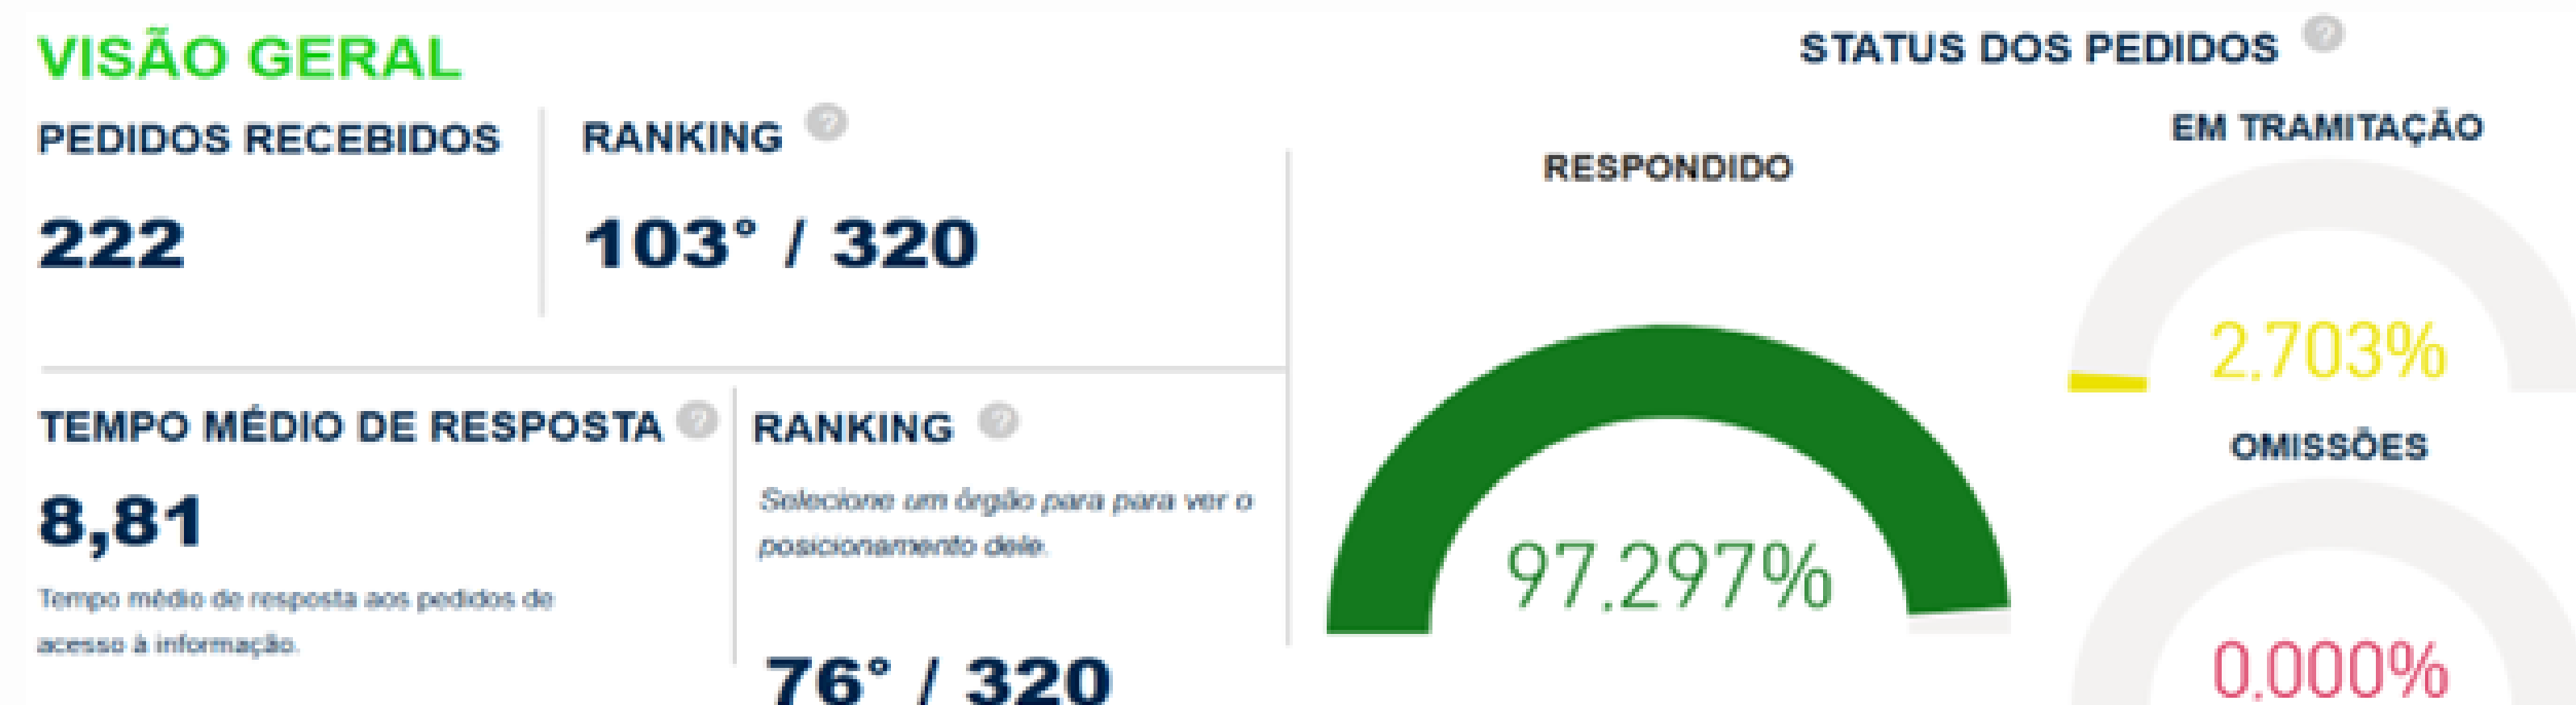 VISÃO GERAL
PEDIDOS RECEBIDOS
222
RANKING ?
103° / 320
TEMPO MÉDIO DE RESPOSTA ?
8,81
Tempo médio de resposta aos pedidos de
acesso à informação.
RANKING ?
Selecione um órgão para para ver o
posicionamento dele.
76° / 320
STATUS DOS PEDIDOS ?
RESPONDIDO
97.297%
EM TRAMITAÇÃO
2.703%
OMISSÕES
0.000%